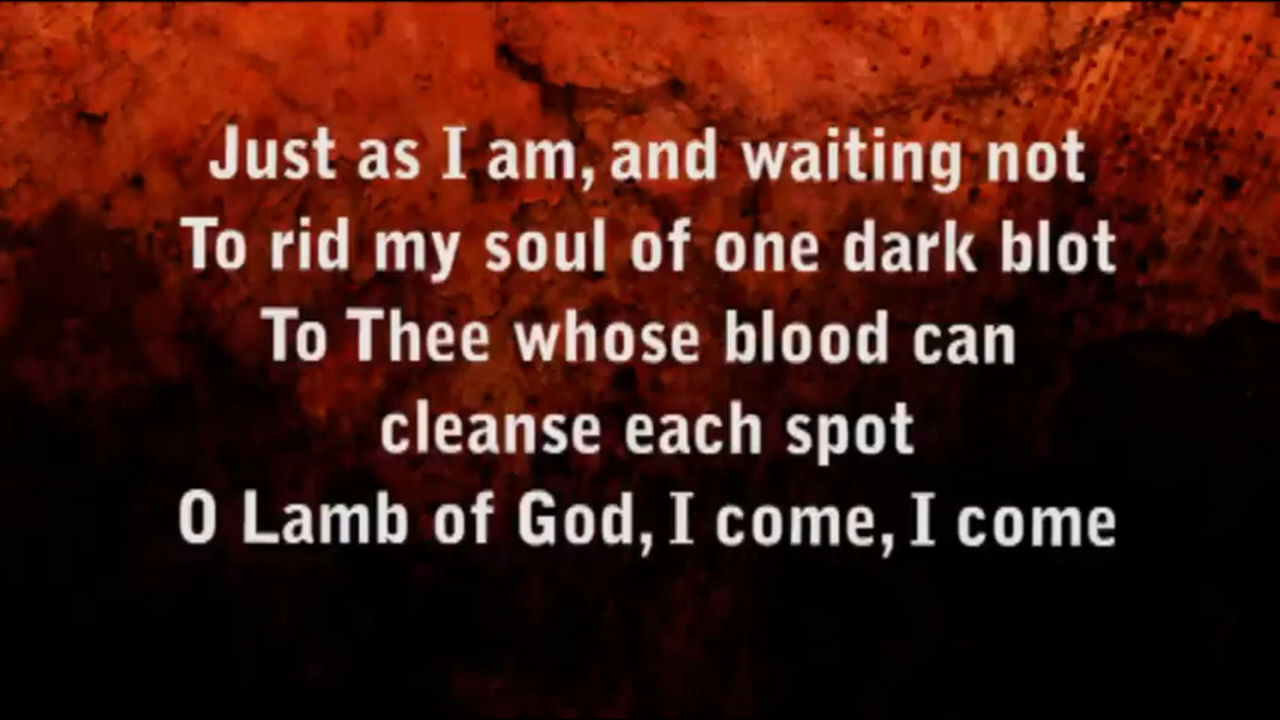 Just as I am, and waiting not
To rid my soul of one dark blot
To Thee whose blood can
cleanse each spot
O Lamb of God, I come, I come